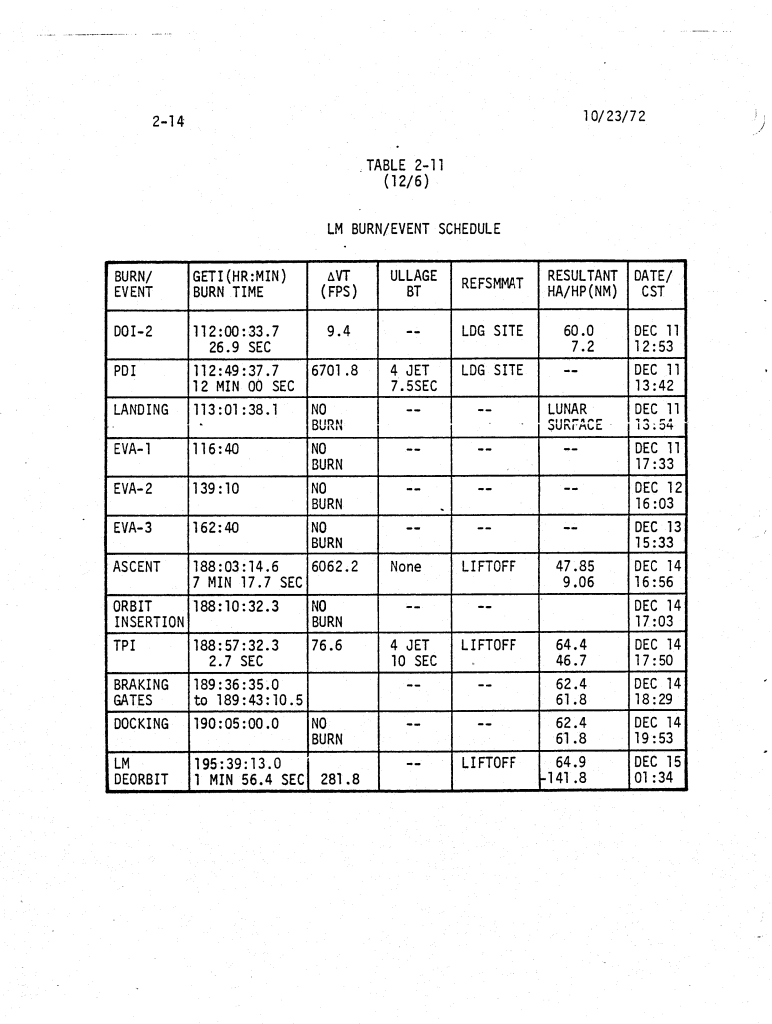 2-14 10/23/72
TABLE 2-11
(12/6)
LM BURN/EVENT SCHEDULE
BURN/ GETI(HR:MIN) ΔVT ULLAGE REFSMMAT RESULTANT DATE/
EVENT BURN TIME (FPS) BT HA/HP(NM) CST
DOI-2 112:00:33.7 9.4 -- LDG SITE 60.0 DEC 11
26.9 SEC 7.2 12:53
PDI 112:49:37.7 6701.8 4 JET LDG SITE -- DEC 11
12 MIN 00 SEC 7.5SEC 13:42
LANDING 113:01:38.1 NO -- -- LUNAR DEC 11
BURN SURFACE 13:54
EVA-1 116:40 NO -- -- -- DEC 11
BURN 17:33
EVA-2 139:10 NO -- -- -- DEC 12
BURN 16:03
EVA-3 162:40 NO -- -- -- DEC 13
BURN 15:33
ASCENT 188:03:14.6 6062.2 None LIFTOFF 47.85 DEC 14
7 MIN 17.7 SEC 9.06 16:56
ORBIT 188:10:32.3 NO -- -- DEC 14
INSERTION BURN 17:03
TPI 188:57:32.3 76.6 4 JET LIFTOFF 64.4 DEC 14
2.7 SEC 10 SEC 46.7 17:50
BRAKING 189:36:35.0 -- -- 62.4 DEC 14
GATES to 189:43:10.5 61.8 18:29
DOCKING 190:05:00.0 NO -- -- 62.4 DEC 14
BURN 61.8 19:53
LM 195:39:13.0 -- LIFTOFF 64.9 DEC 15
DEORBIT 1 MIN 56.4 SEC 281.8 -141.8 01:34